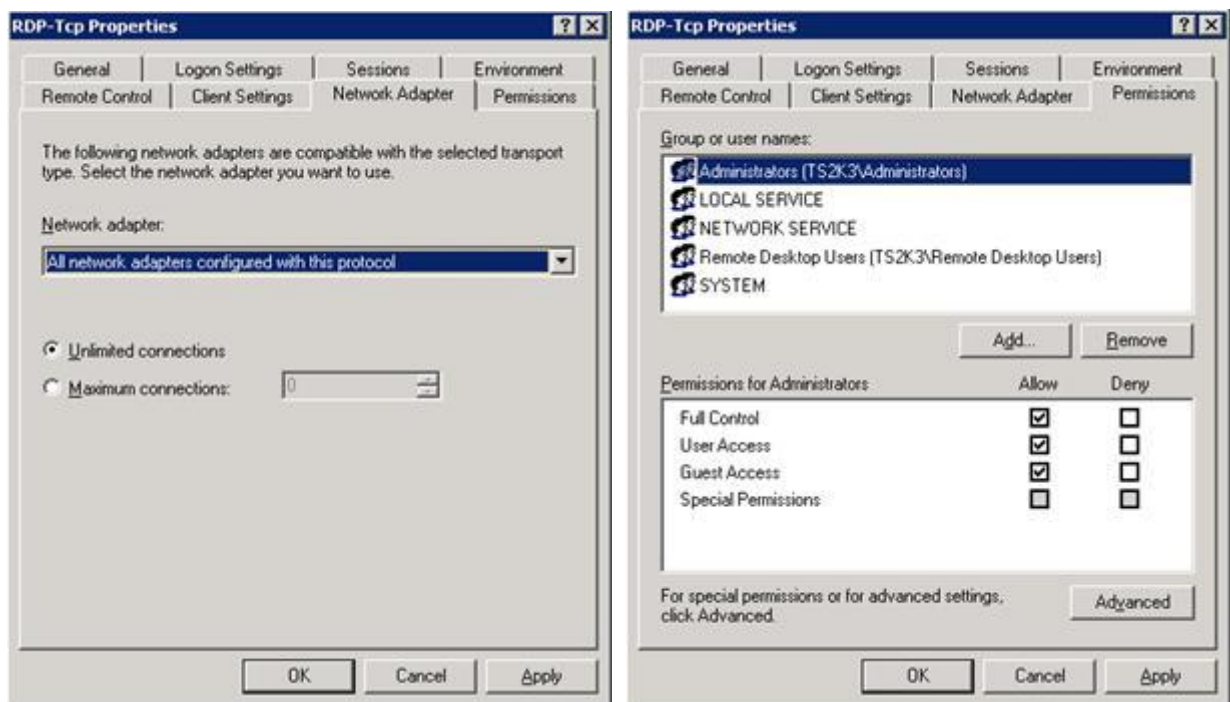 RDP-Tcp Properties
General Logon Settings Sessions Environment
Remote Control Client Settings Network Adapter Permissions
The following network adapters are compatible with the selected transport
type. Select the network adapter you want to use.
Network adapter:
All network adapters configured with this protocol
Unlimited connections
Maximum connections: 0
OK Cancel Apply
RDP-Tcp Properties
General Logon Settings Sessions Environment
Remote Control Client Settings Network Adapter Permissions
Group or user names:
Administrators (TS2K3\Administrators)
LOCAL SERVICE
NETWORK SERVICE
Remote Desktop Users (TS2K3\Remote Desktop Users)
SYSTEM
Add... Remove
Permissions for Administrators Allow Deny
Full Control
User Access
Guest Access
Special Permissions
For special permissions or for advanced settings,
click Advanced.
Advanced
OK Cancel Apply